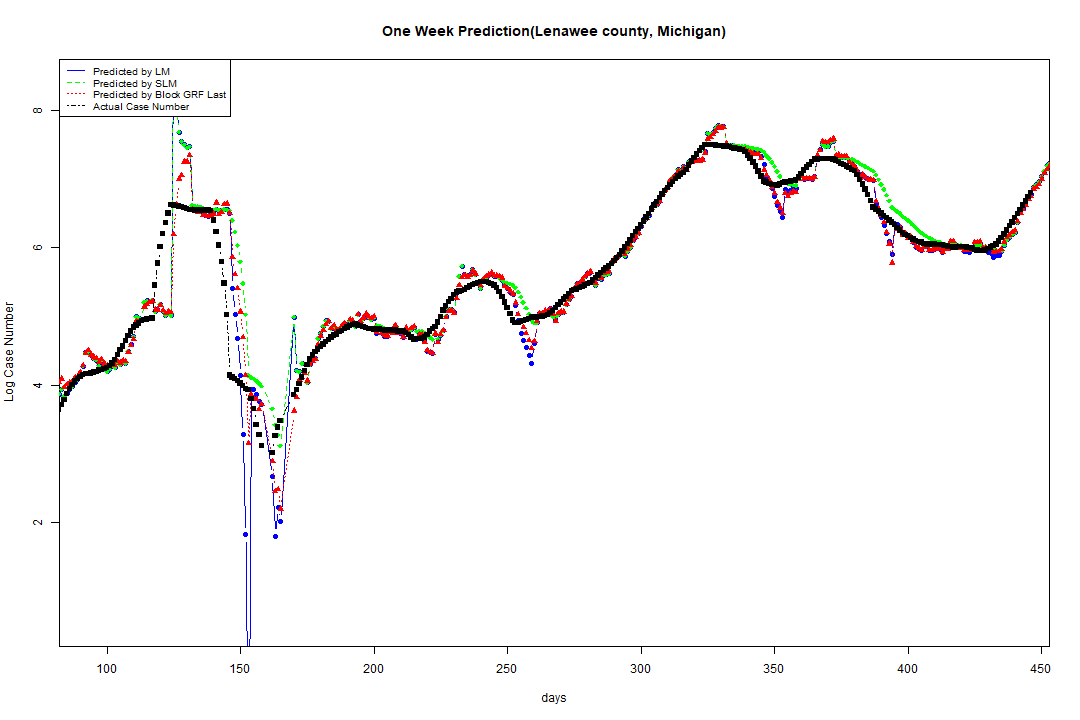 One Week Prediction(Lenawee county, Michigan)
Predicted by LM
Predicted by SLM
Predicted by Block GRF Last
Actual Case Number
8
6
4
2
Log Case Number
100 150 200 250 300 350 400 450
days